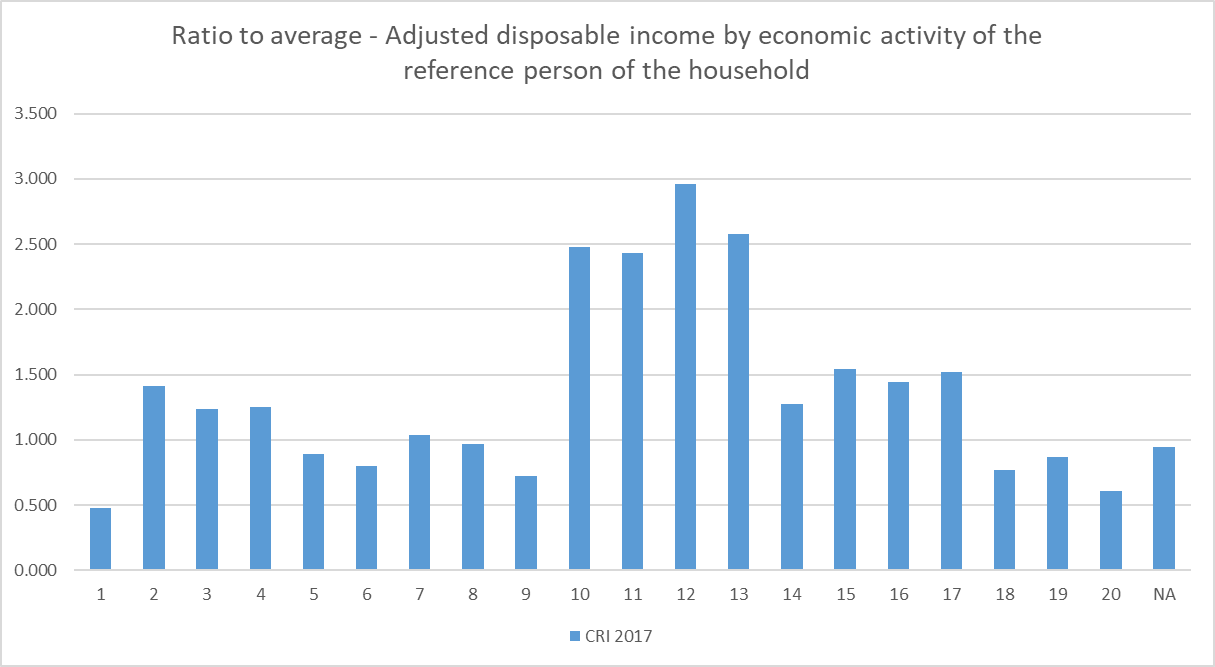 Ratio to average - Adjusted disposable income by economic activity of the
reference person of the household
3.500
3.000
2.500
2.000
1.500
1.000
0.500
0.000
1 2 3 4 5 6 7 8 9 10 11 12 13 14 15 16 17 18 19 20 NA
CRI 2017